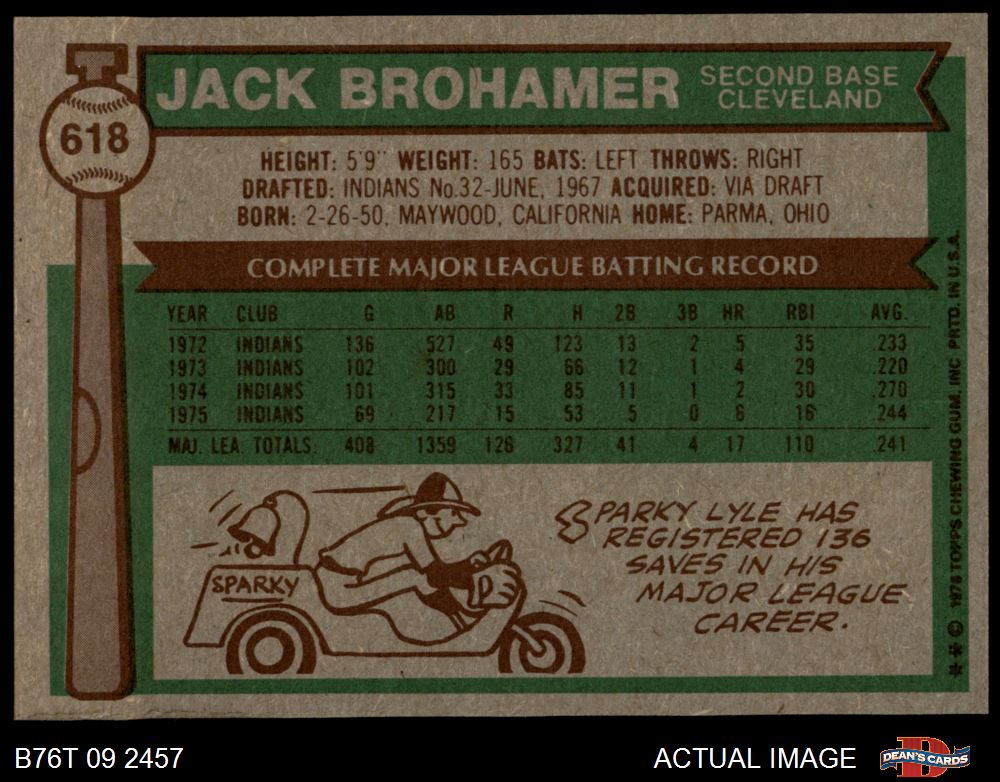 618
JACK BROHAMER
SECOND BASE
CLEVELAND
HEIGHT: 5'9" WEIGHT: 165 BATS: LEFT THROWS: RIGHT
DRAFTED: INDIANS No.32-JUNE, 1967 ACQUIRED: VIA DRAFT
BORN: 2-26-50, MAYWOOD, CALIFORNIA HOME: PARMA, OHIO
COMPLETE MAJOR LEAGUE BATTING RECORD
YEAR CLUB G AB R H 2B 3B HR RBI AVG.
1972 INDIANS 136 527 49 123 13 2 5 35 .233
1973 INDIANS 102 300 29 66 12 1 4 29 .220
1974 INDIANS 101 315 33 85 11 1 2 30 .270
1975 INDIANS 69 217 15 53 5 0 6 16 .244
MAJ. LEA. TOTALS: 408 1359 126 327 41 4 17 110 .241
SPARKY
SPARKY LYLE HAS
REGISTERED 136
SAVES IN HIS
MAJOR LEAGUE
CAREER.
** © 1976 TOPPS CHEWING GUM, INC. PRTD. IN U.S.A.
B76T 09 2457
ACTUAL IMAGE
D
DEAN'S CARDS